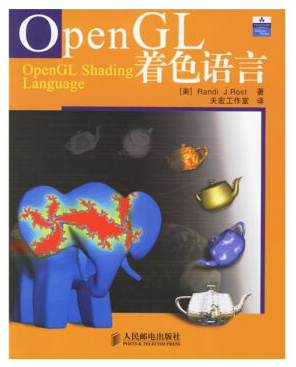 OpenGL
着色语言
OpenGL Shading
Language
[美] Randi J.Rost 著
天宏工作室 译
人民邮电出版社
POSTS & TELECOM PRESS